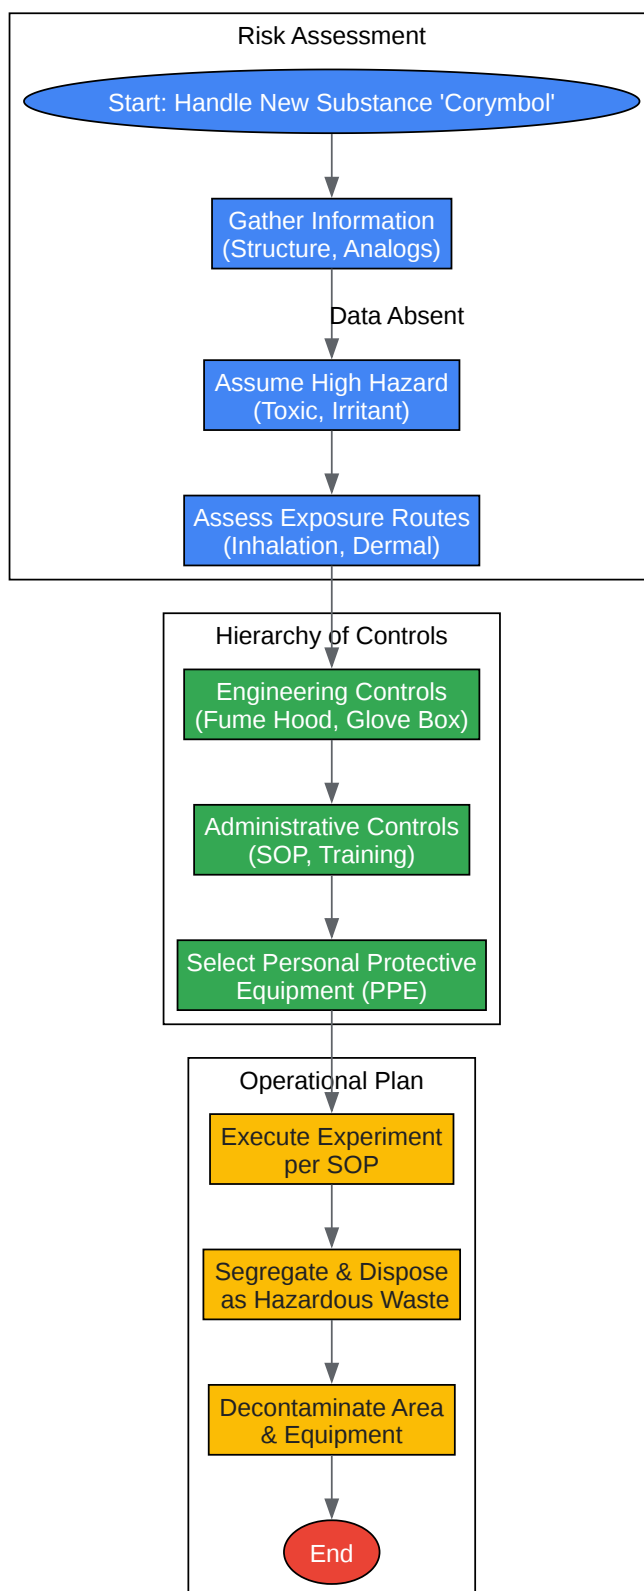 Risk Assessment
Start: Handle New Substance 'Corymbol'
Gather Information
(Structure, Analogs)
Data Absent
Assume High Hazard
(Toxic, Irritant)
Assess Exposure Routes
(Inhalation, Dermal)
Hierarchy of Controls
Engineering Controls
(Fume Hood, Glove Box)
Administrative Controls
(SOP, Training)
Select Personal Protective
Equipment (PPE)
Operational Plan
Execute Experiment
per SOP
Segregate & Dispose
as Hazardous Waste
Decontaminate Area
& Equipment
End